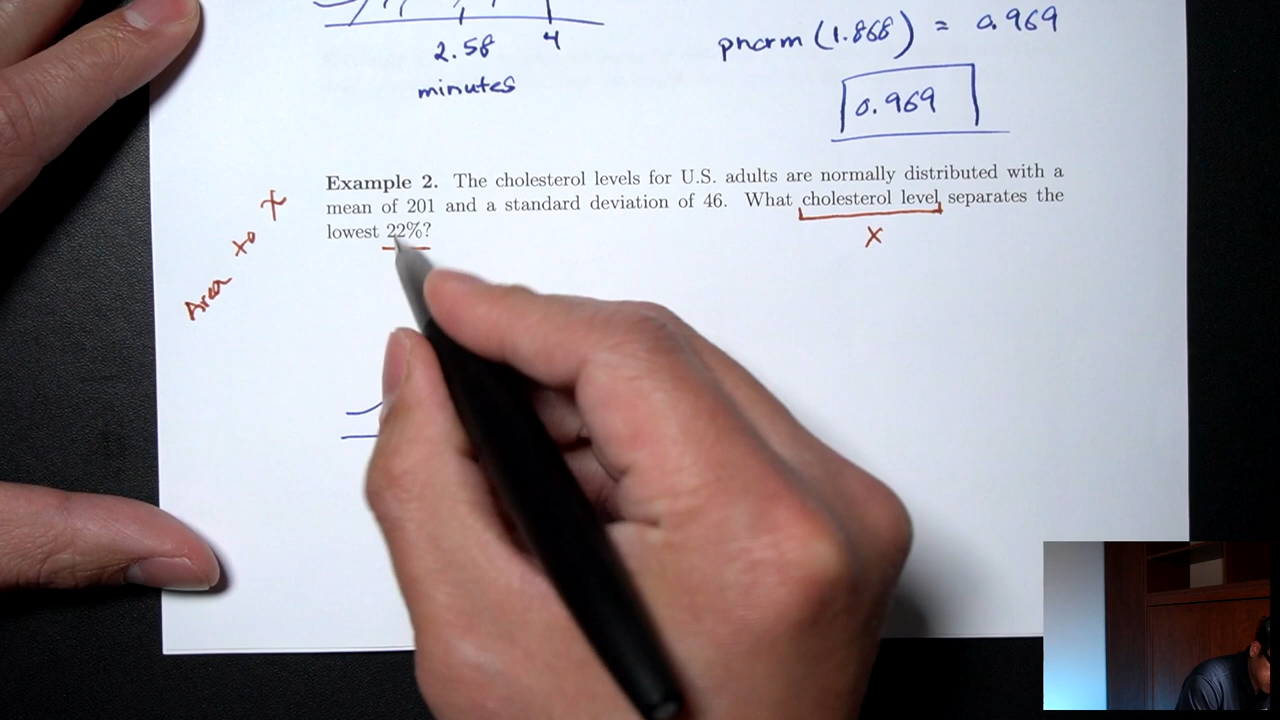 2.58 4
minutes
pnorm (1.868) = 0.969
0.969
Example 2. The cholesterol levels for U.S. adults are normally distributed with a
mean of 201 and a standard deviation of 46. What cholesterol level separates the
lowest 22%?
x
Area to x